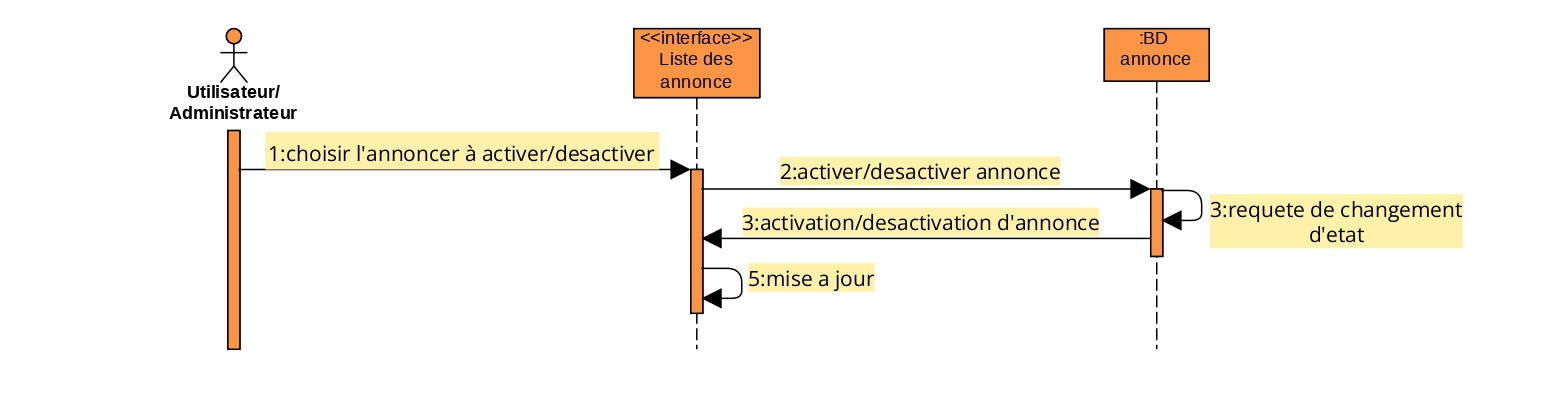 Utilisateur/
Administrateur
<<interface>>
Liste des
annonce
:BD
annonce
1:choisir l'annoncer à activer/desactiver
2:activer/desactiver annonce
3:requete de changement
d'etat
3:activation/desactivation d'annonce
5:mise a jour